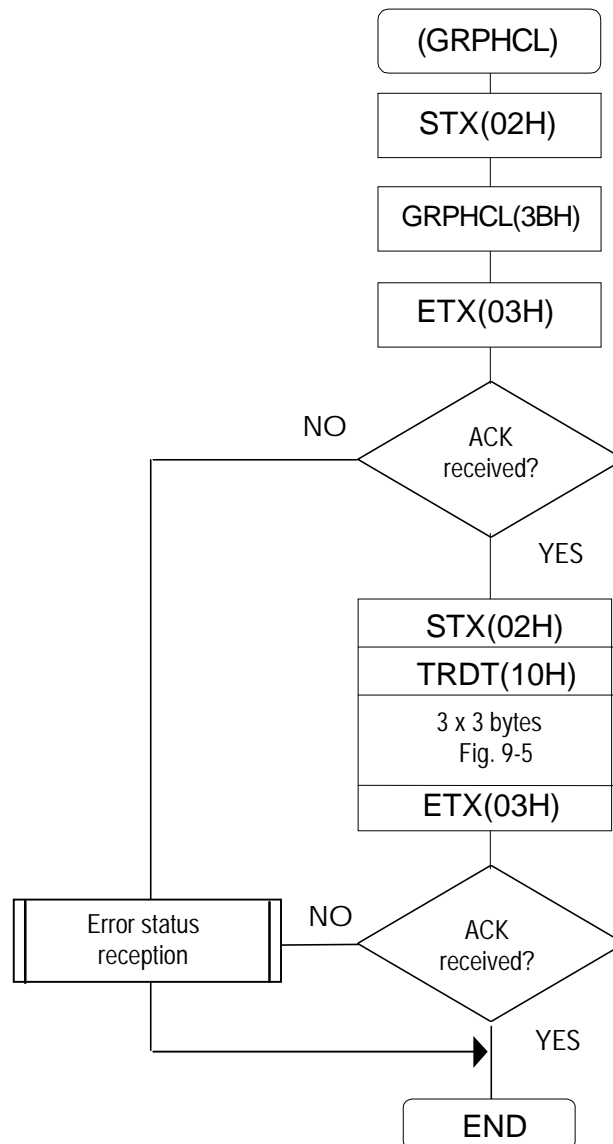 (GRPHCL)
STX(02H)
GRPHCL(3BH)
ETX(03H)
NO
ACK
received?
YES
STX(02H)
TRDT(10H)
3 x 3 bytes
Fig. 9-5
ETX(03H)
Error status
reception
NO
ACK
received?
YES
END